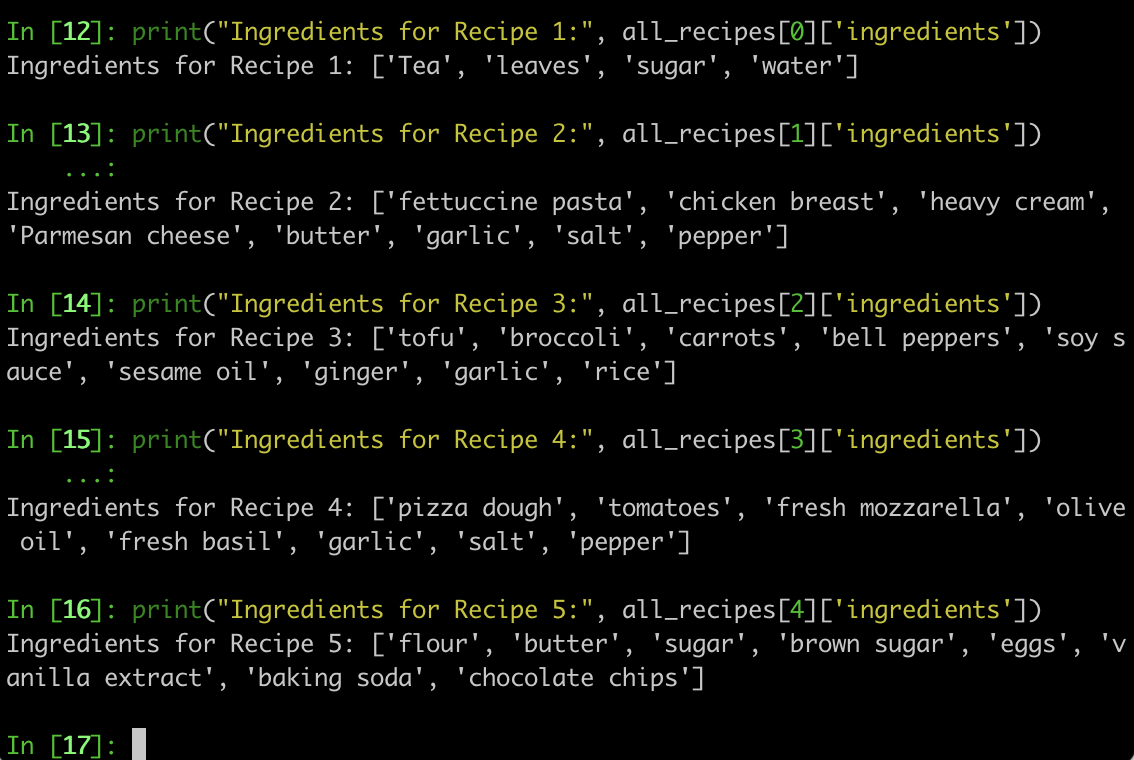 In [12]: print("Ingredients for Recipe 1:", all_recipes[0]['ingredients'])
Ingredients for Recipe 1: ['Tea', 'leaves', 'sugar', 'water']
In [13]: print("Ingredients for Recipe 2:", all_recipes[1]['ingredients'])
...:
Ingredients for Recipe 2: ['fettuccine pasta', 'chicken breast', 'heavy cream',
'Parmesan cheese', 'butter', 'garlic', 'salt', 'pepper']
In [14]: print("Ingredients for Recipe 3:", all_recipes[2]['ingredients'])
Ingredients for Recipe 3: ['tofu', 'broccoli', 'carrots', 'bell peppers', 'soy s
auce', 'sesame oil', 'ginger', 'garlic', 'rice']
In [15]: print("Ingredients for Recipe 4:", all_recipes[3]['ingredients'])
...:
Ingredients for Recipe 4: ['pizza dough', 'tomatoes', 'fresh mozzarella', 'olive
 oil', 'fresh basil', 'garlic', 'salt', 'pepper']
In [16]: print("Ingredients for Recipe 5:", all_recipes[4]['ingredients'])
Ingredients for Recipe 5: ['flour', 'butter', 'sugar', 'brown sugar', 'eggs', 'v
anilla extract', 'baking soda', 'chocolate chips']
In [17]: